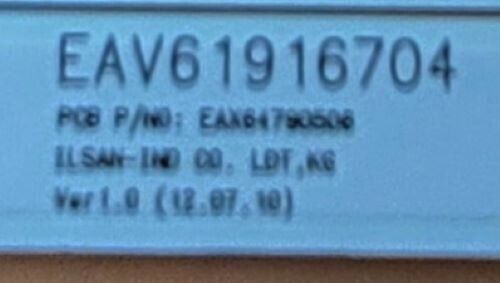 EAV61916704
PCB P/NO: EAX64790506
ILSAN-IND CO. LDT,KG
Ver1.0 (12.07.10)